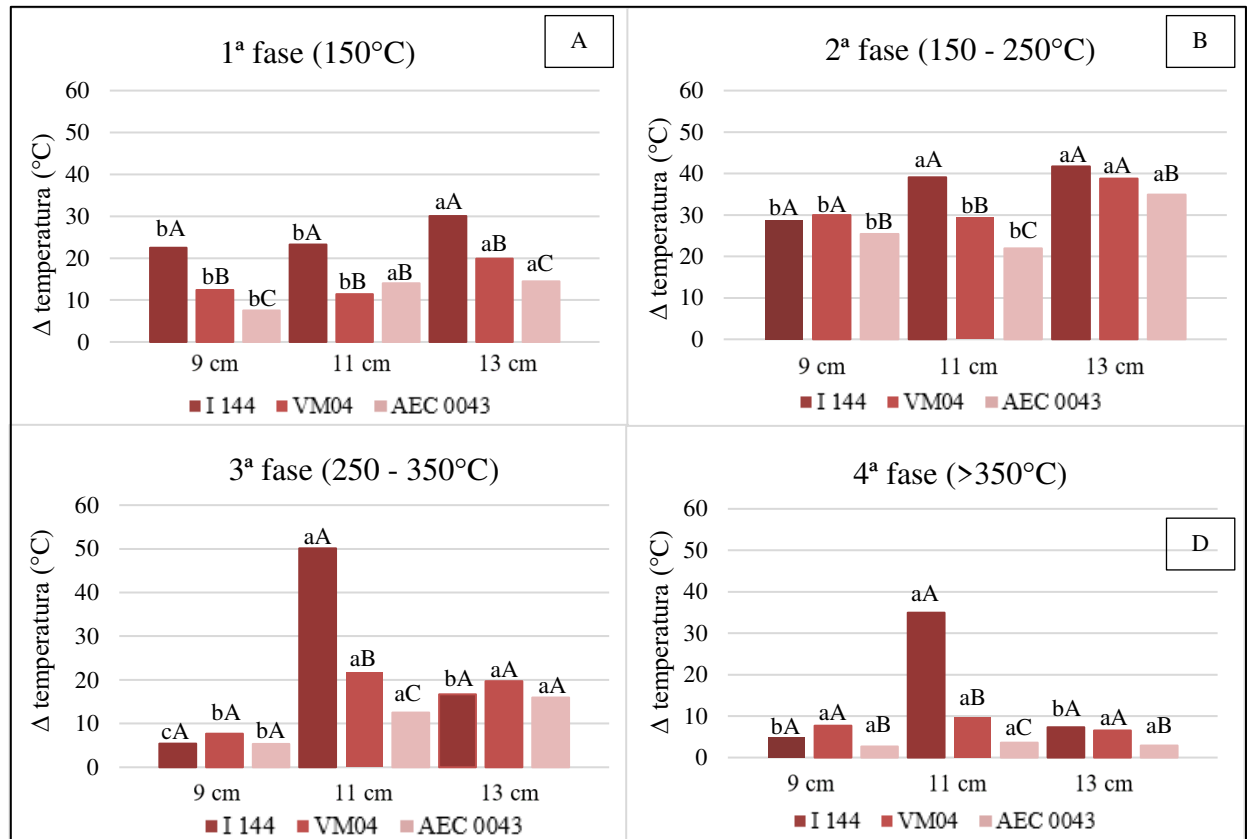 1ª fase (150°C)
A
Δ temperatura (°C)
60
50
40
30
20
10
0
bA bB bC bA bB aB aA aB aC
9 cm 11 cm 13 cm
I 144 VM04 AEC 0043
2ª fase (150 - 250°C)
B
Δ temperatura (°C)
60
50
40
30
20
10
0
bA bA bB aA bB bC aA aA aB
9 cm 11 cm 13 cm
I 144 VM04 AEC 0043
3ª fase (250 - 350°C)
Δ temperatura (°C)
60
50
40
30
20
10
0
cA bA bA aA aB aC bA aA aA
9 cm 11 cm 13 cm
I 144 VM04 AEC 0043
4ª fase (>350°C)
D
Δ temperatura (°C)
60
50
40
30
20
10
0
bA aA aB aA aB aC bA aA aB
9 cm 11 cm 13 cm
I 144 VM04 AEC 0043